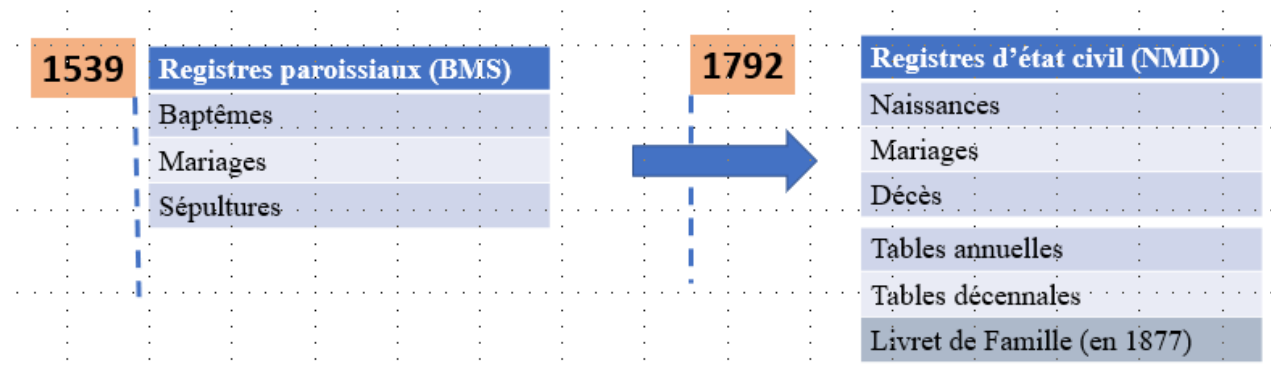 1539
Registres paroissiaux (BMS)
Baptêmes
Mariages
Sépultures
1792
Registres d’état civil (NMD)
Naissances
Mariages
Décès
Tables annuelles
Tables décennales
Livret de Famille (en 1877)